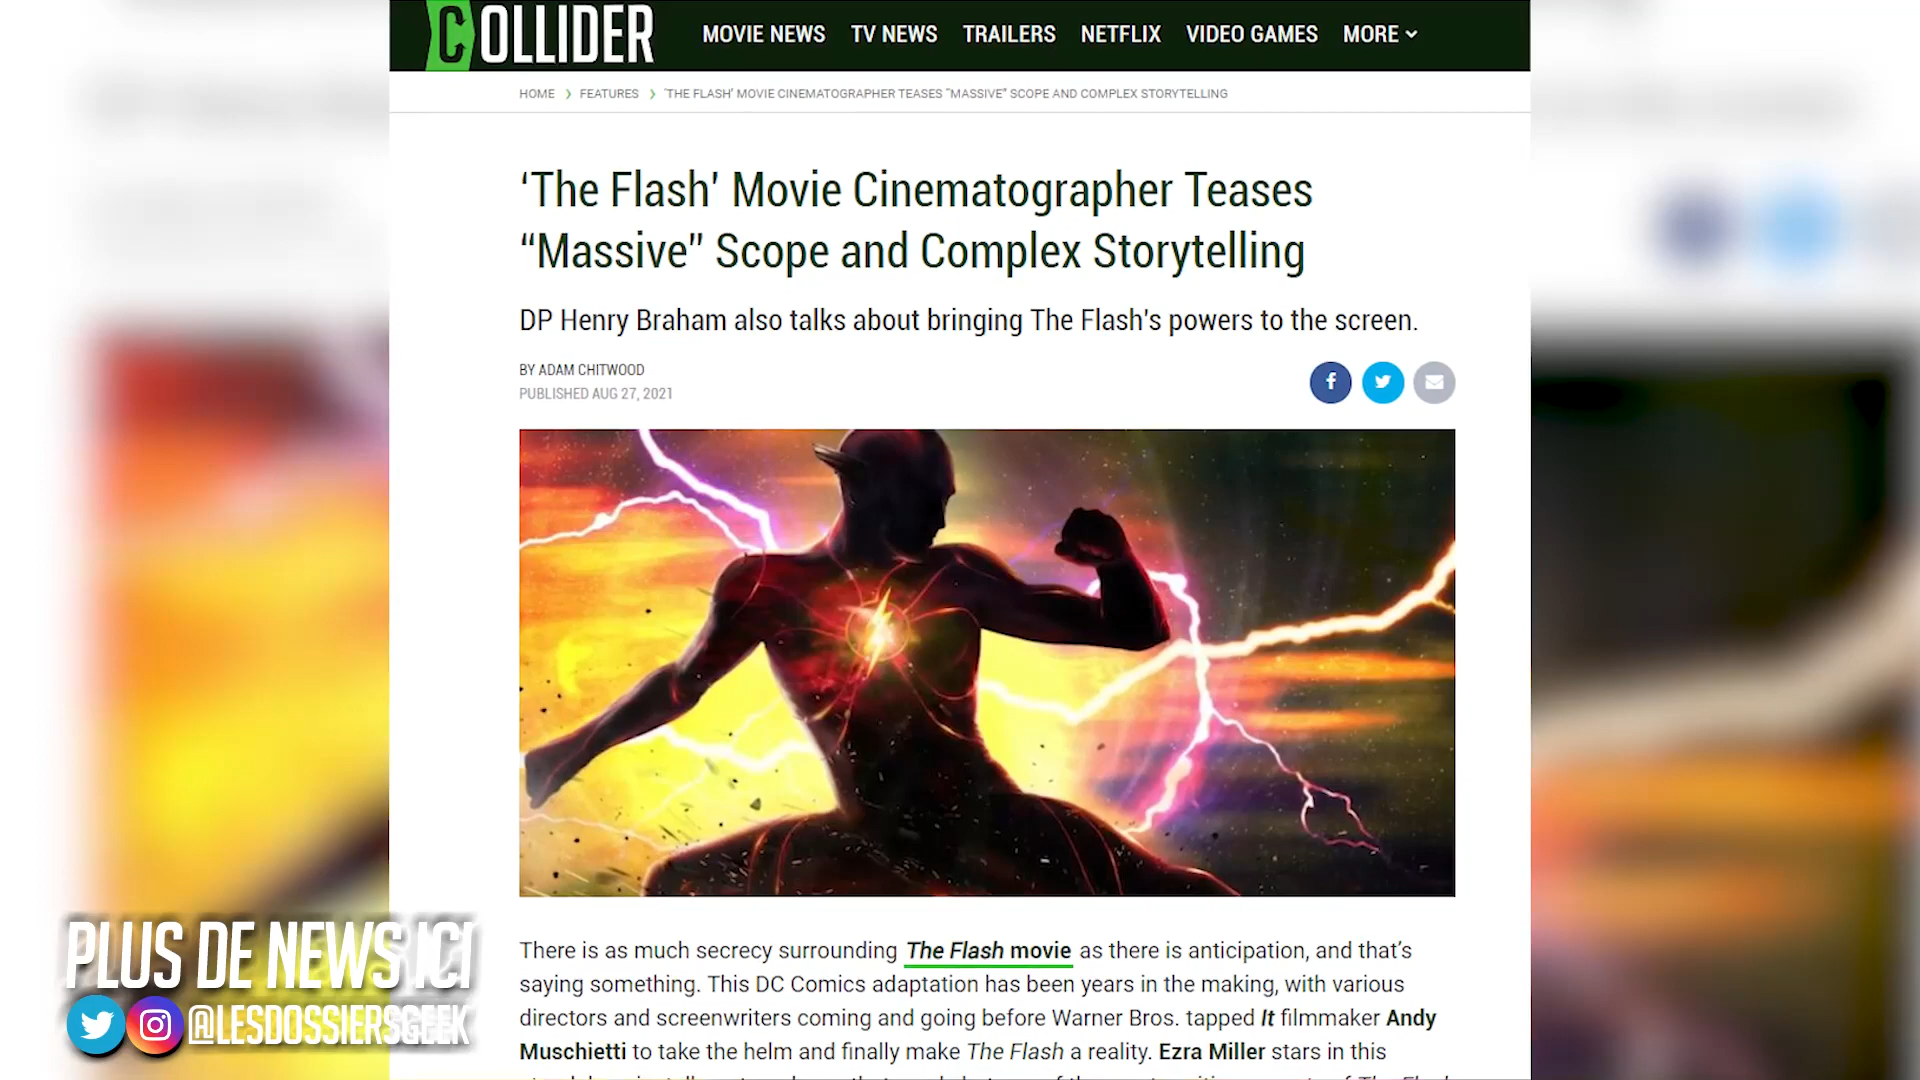 COLLIDER
MOVIE NEWS TV NEWS TRAILERS NETFLIX VIDEO GAMES MORE
HOME FEATURES 'THE FLASH' MOVIE CINEMATOGRAPHER TEASES “MASSIVE” SCOPE AND COMPLEX STORYTELLING
‘The Flash’ Movie Cinematographer Teases
“Massive” Scope and Complex Storytelling
DP Henry Braham also talks about bringing The Flash's powers to the screen.
BY ADAM CHITWOOD
PUBLISHED AUG 27, 2021
There is as much secrecy surrounding The Flash movie as there is anticipation, and that’s
saying something. This DC Comics adaptation has been years in the making, with various
directors and screenwriters coming and going before Warner Bros. tapped It filmmaker Andy
Muschietti to take the helm and finally make The Flash a reality. Ezra Miller stars in this
PLUS DE NEWS ICI
@LESDOSSIERSGEEK